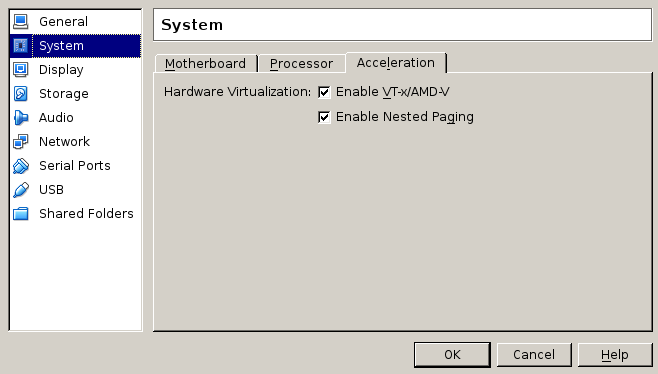 General
System
Display
Storage
Audio
Network
Serial Ports
USB
Shared Folders
System
Motherboard Processor Acceleration
Hardware Virtualization: Enable VT-x/AMD-V
Enable Nested Paging
OK Cancel Help